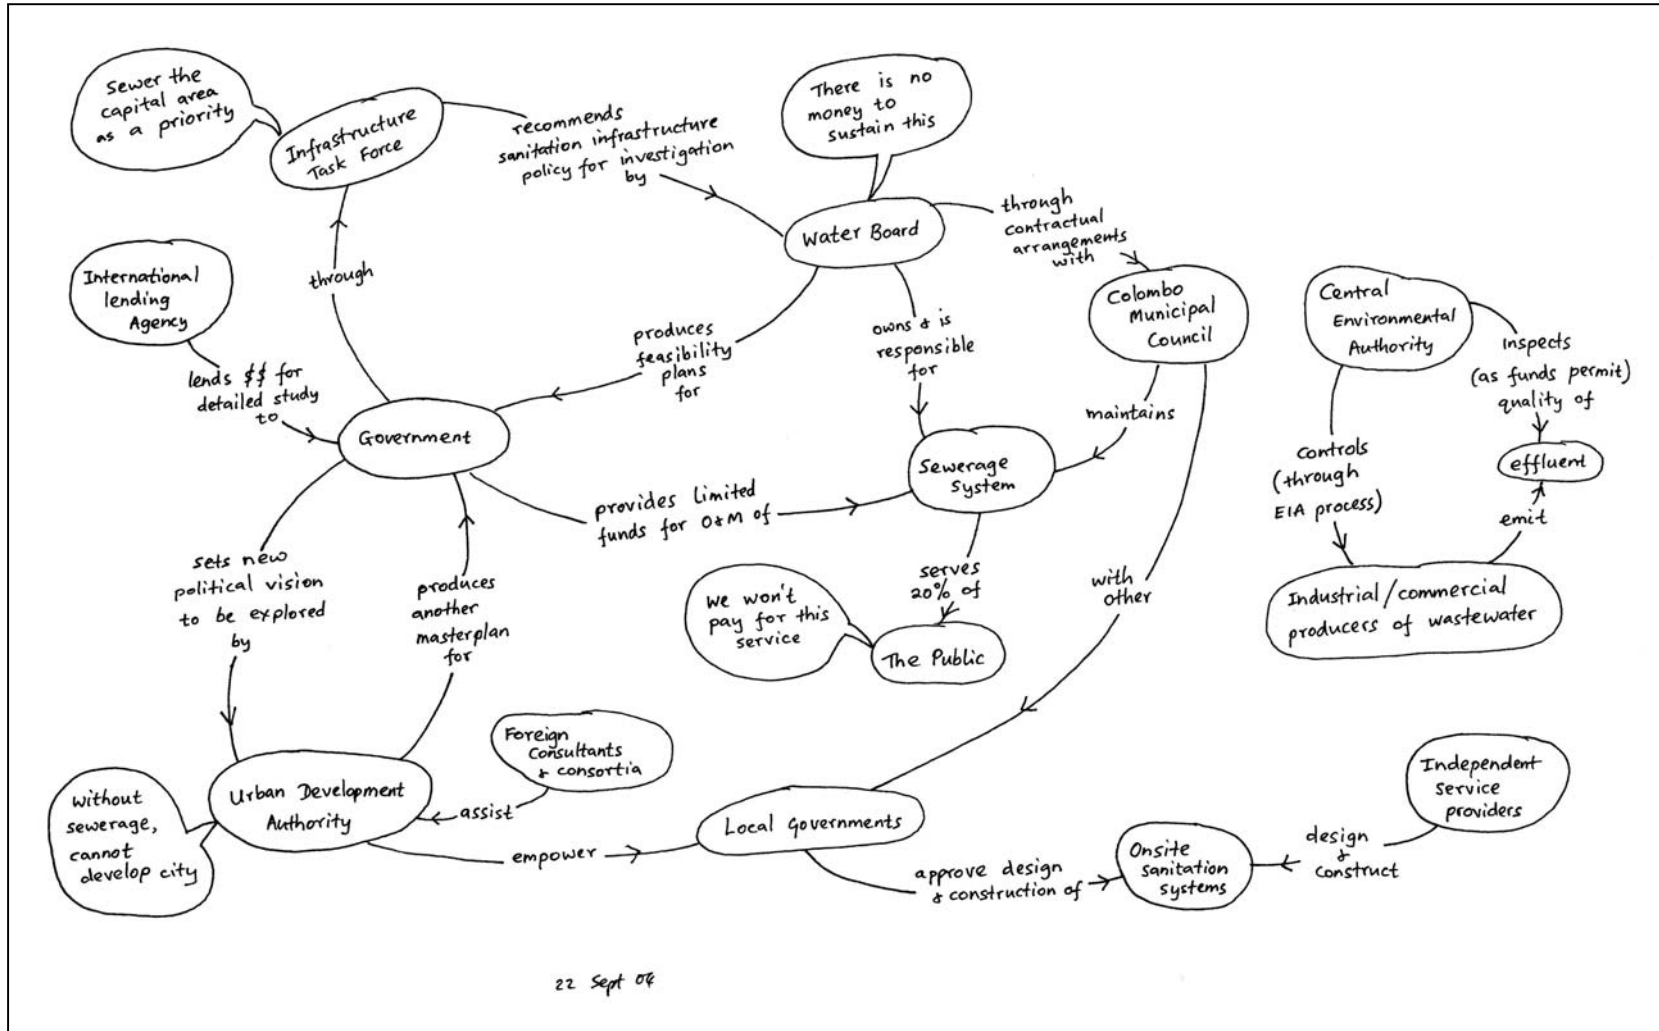 Sewer the
capital area
as a priority
Infrastructure
Task Force
recommends
sanitation infrastructure
policy for investigation
by
There is no
money to
sustain this
Water Board
through
contractual
arrangements
with
International
lending
Agency
through
lends $$ for
detailed study
to
produces
feasibility
plans
for
owns & is
responsible
for
Colombo
Municipal
Council
Central
Environmental
Authority
Inspects
(as funds permit)
quality of
Government
maintains
Sewerage
System
controls
(through
EIA process)
effluent
emit
provides limited
funds for O&M of
sets new
political vision
to be explored
by
produces
another
masterplan
for
serves
20% of
we won't
pay for this
service
The Public
with
other
Industrial/commercial
producers of wastewater
Foreign
Consultants
& consortia
assist
without
sewerage,
cannot
develop city
Urban Development
Authority
empower
Local Governments
approve design
& construction of
Onsite
sanitation
systems
design
&
construct
Independent
service
providers
22 Sept 04